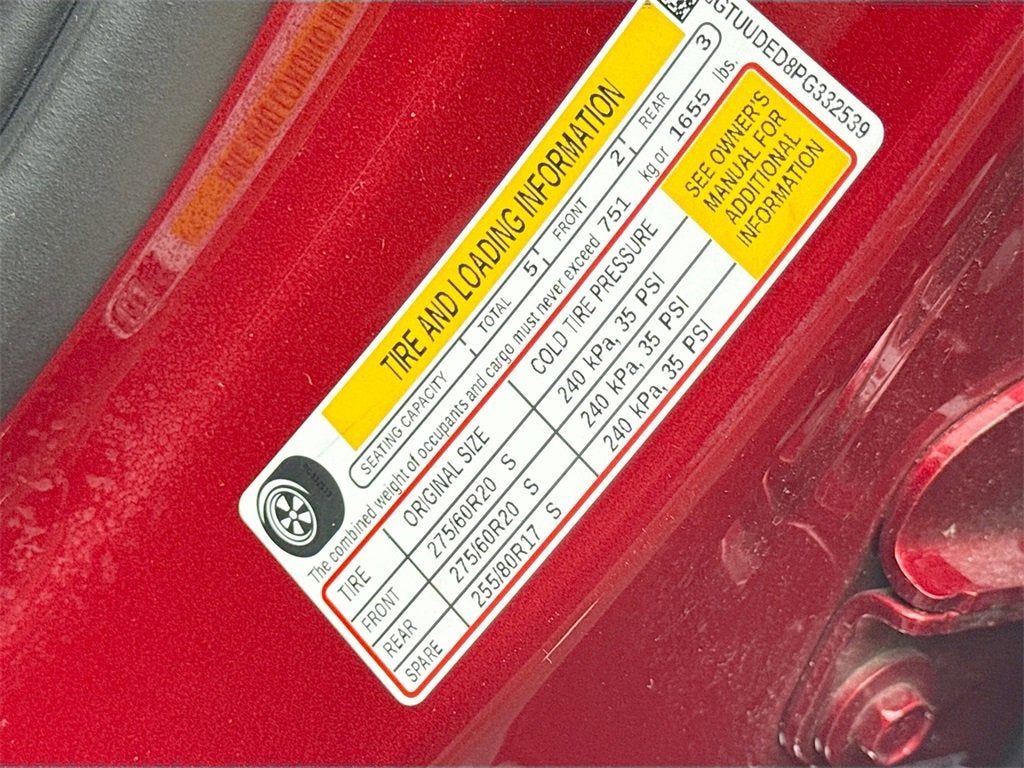 GTUUDED8PG332539
TIRE AND LOADING INFORMATION
SEATING CAPACITY TOTAL 5 FRONT 2 REAR 3
The combined weight of occupants and cargo must never exceed 751 kg or 1655 lbs.
TIRE ORIGINAL SIZE COLD TIRE PRESSURE
FRONT 275/60R20 S 240 kPa, 35 PSI
REAR 275/60R20 S 240 kPa, 35 PSI
SPARE 255/80R17 S 240 kPa, 35 PSI
SEE OWNER'S
MANUAL FOR
ADDITIONAL
INFORMATION